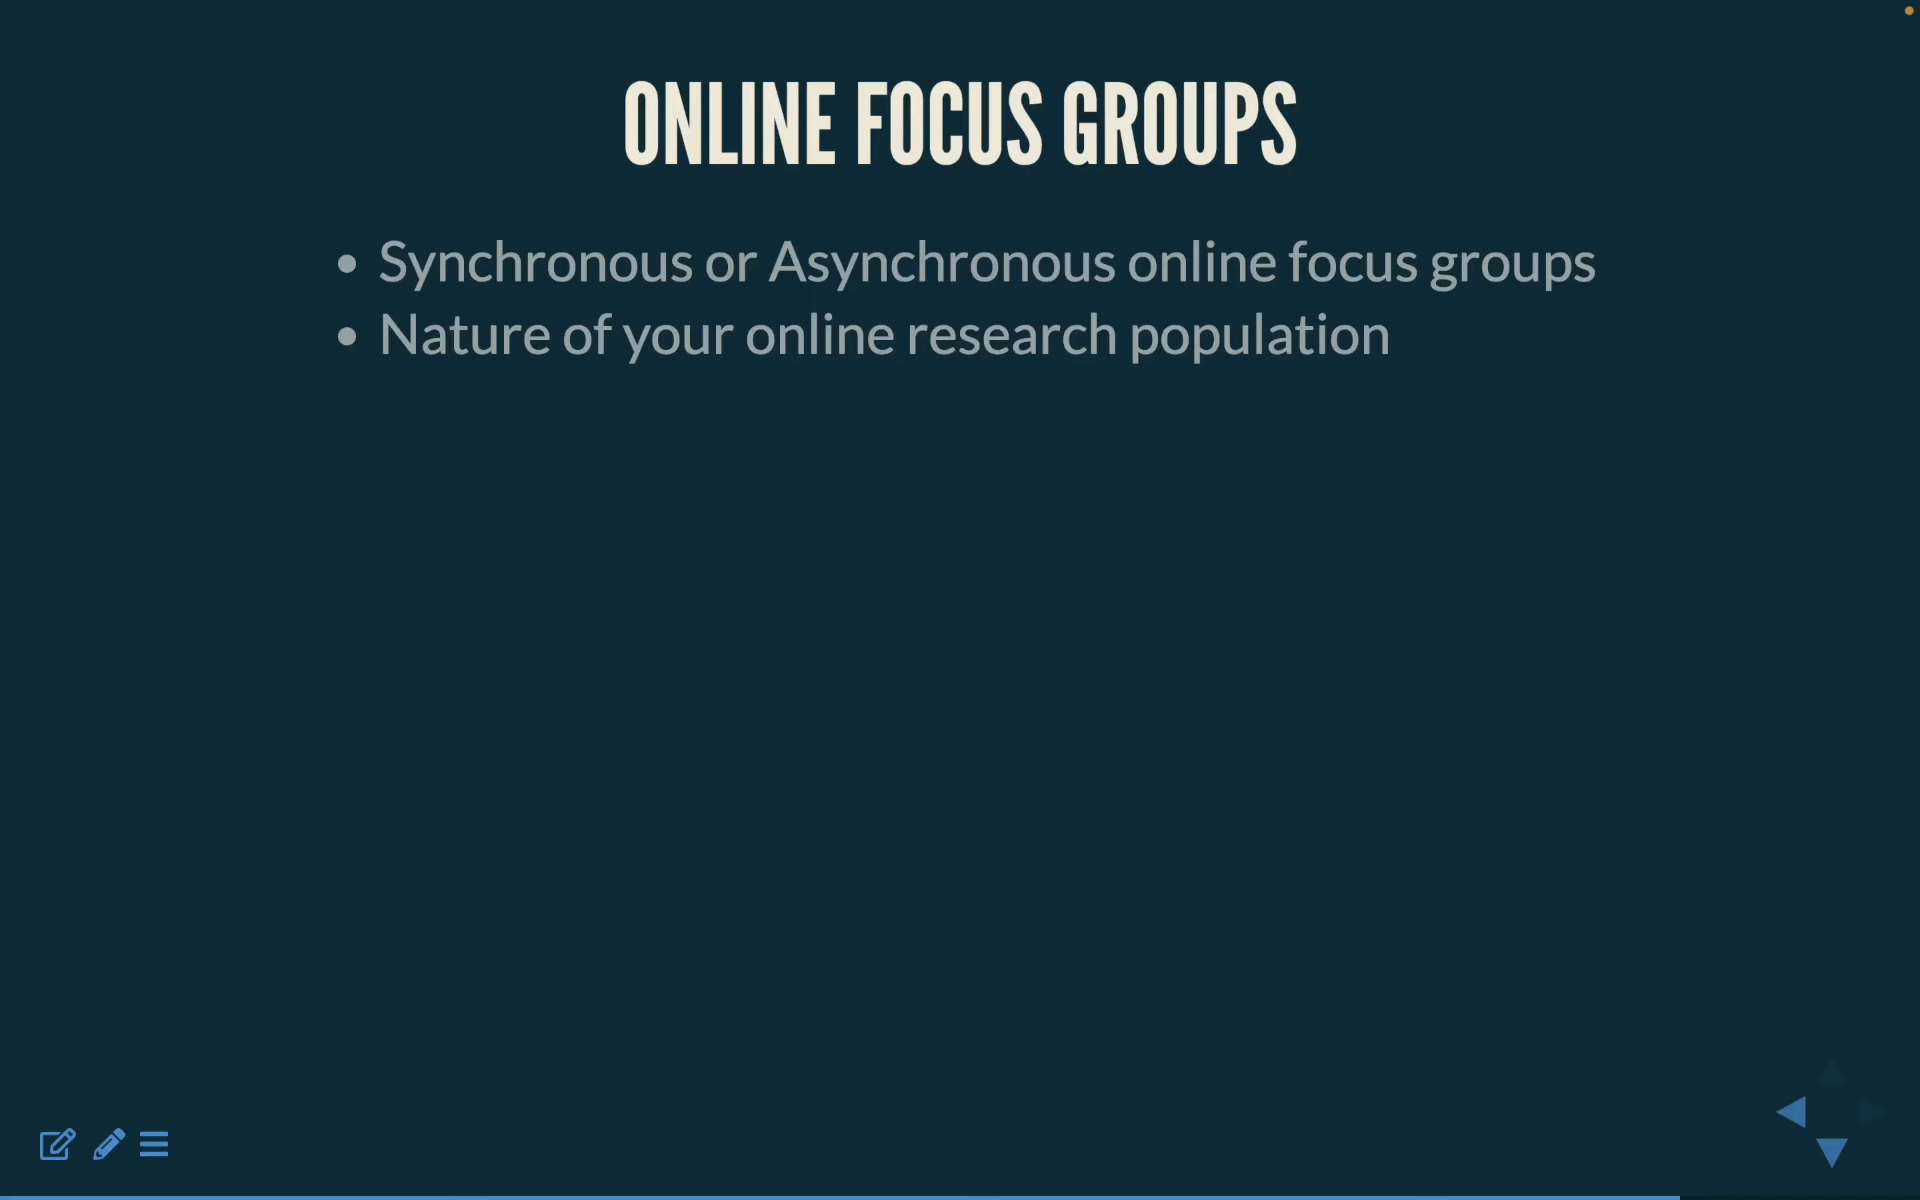 ONLINE FOCUS GROUPS
• Synchronous or Asynchronous online focus groups
• Nature of your online research population